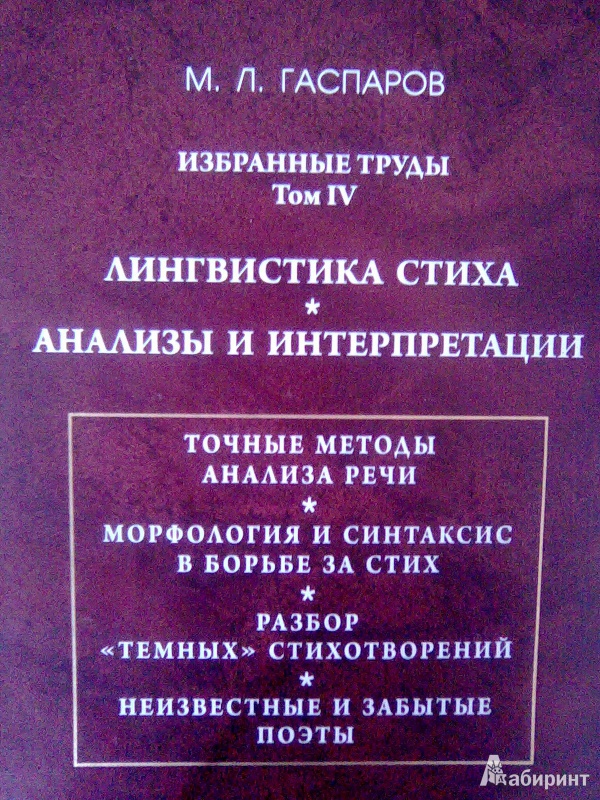 М. Л. ГАСПАРОВ
ИЗБРАННЫЕ ТРУДЫ
Том IV
ЛИНГВИСТИКА СТИХА
*
АНАЛИЗЫ И ИНТЕРПРЕТАЦИИ
ТОЧНЫЕ МЕТОДЫ
АНАЛИЗА РЕЧИ
*
МОРФОЛОГИЯ И СИНТАКСИС
В БОРЬБЕ ЗА СТИХ
*
РАЗБОР
«ТЕМНЫХ» СТИХОТВОРЕНИЙ
*
НЕИЗВЕСТНЫЕ И ЗАБЫТЫЕ
ПОЭТЫ
Лабиринт